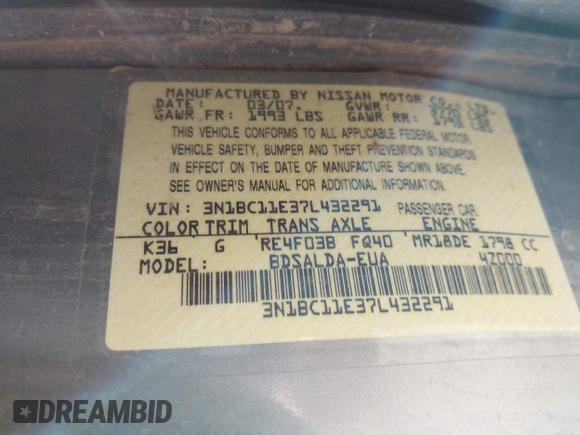 MANUFACTURED BY NISSAN MOTOR CO., LTD.
DATE: 03/07. GVWR:
GAWR FR: 1993 LBS GAWR RR:
THIS VEHICLE CONFORMS TO ALL APPLICABLE FEDERAL MOTOR
VEHICLE SAFETY, BUMPER AND THEFT PREVENTION STANDARDS
IN EFFECT ON THE DATE OF MANUFACTURE SHOWN ABOVE.
SEE OWNER'S MANUAL FOR ADDITIONAL INFORMATION.
VIN: 3N1BC11E37L432291 PASSENGER CAR
COLOR TRIM TRANS AXLE ENGINE
K36 G RE4F03B FQ40 MR18DE 1798 CC
MODEL: BDSALDA-EUA 4Z000
3N1BC11E37L432291
DREAMBID